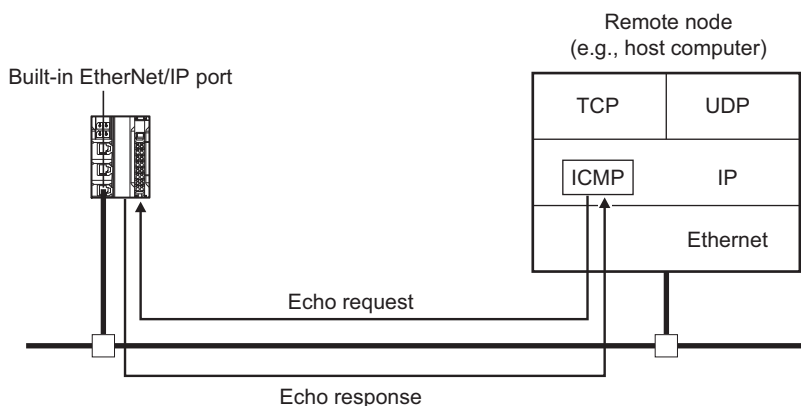 Remote node
(e.g., host computer)
Built-in EtherNet/IP port
TCP
UDP
ICMP
IP
Ethernet
Echo request
Echo response